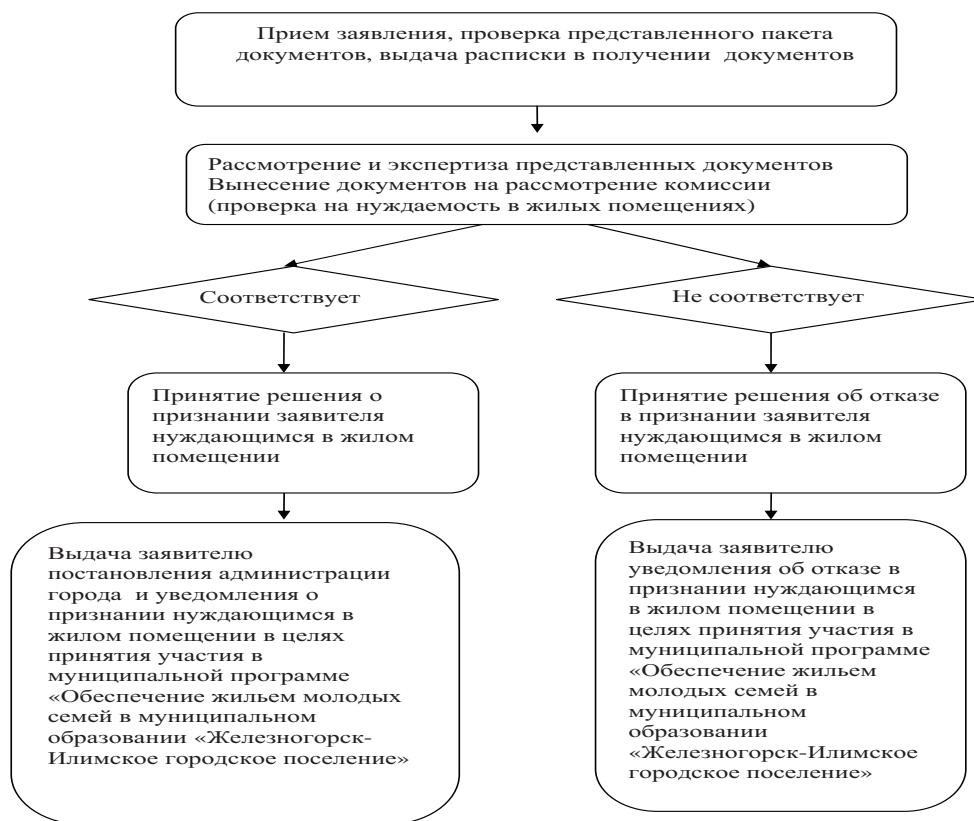 Прием заявления, проверка представленного пакета
документов, выдача расписки в получении документов
Рассмотрение и экспертиза представленных документов
Вынесение документов на рассмотрение комиссии
(проверка на нуждаемость в жилых помещениях)
Соответствует
Не соответствует
Принятие решения о
признании заявителя
нуждающимся в жилом
помещении
Принятие решения об отказе
в признании заявителя
нуждающимся в жилом
помещении
Выдача заявителю
постановления администрации
города и уведомления о
признании нуждающимся в
жилом помещении в целях
принятия участия в
муниципальной программе
«Обеспечение жильем молодых
семей в муниципальном
образовании «Железногорск-
Илимское городское поселение»
Выдача заявителю
уведомления об отказе в
признании нуждающимся
в жилом помещении в
целях принятия участия в
муниципальной программе
«Обеспечение жильем
молодых семей в
муниципальном
образовании
«Железногорск-Илимское
городское поселение»